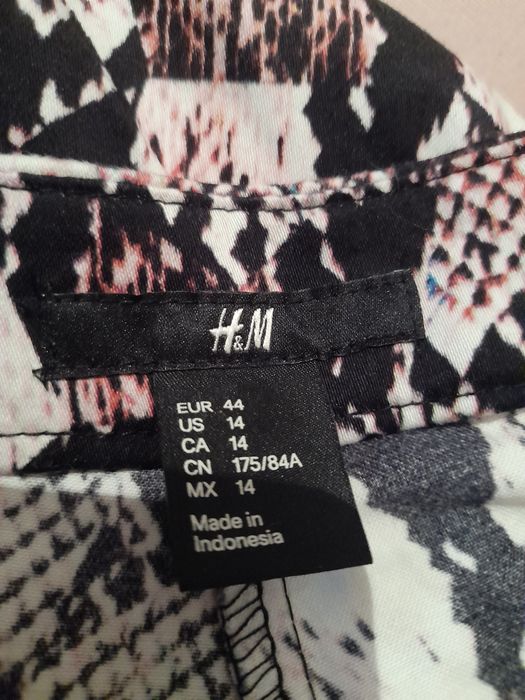 H&M
EUR 44
US 14
CA 14
CN 175/84A
MX 14
Made in
Indonesia